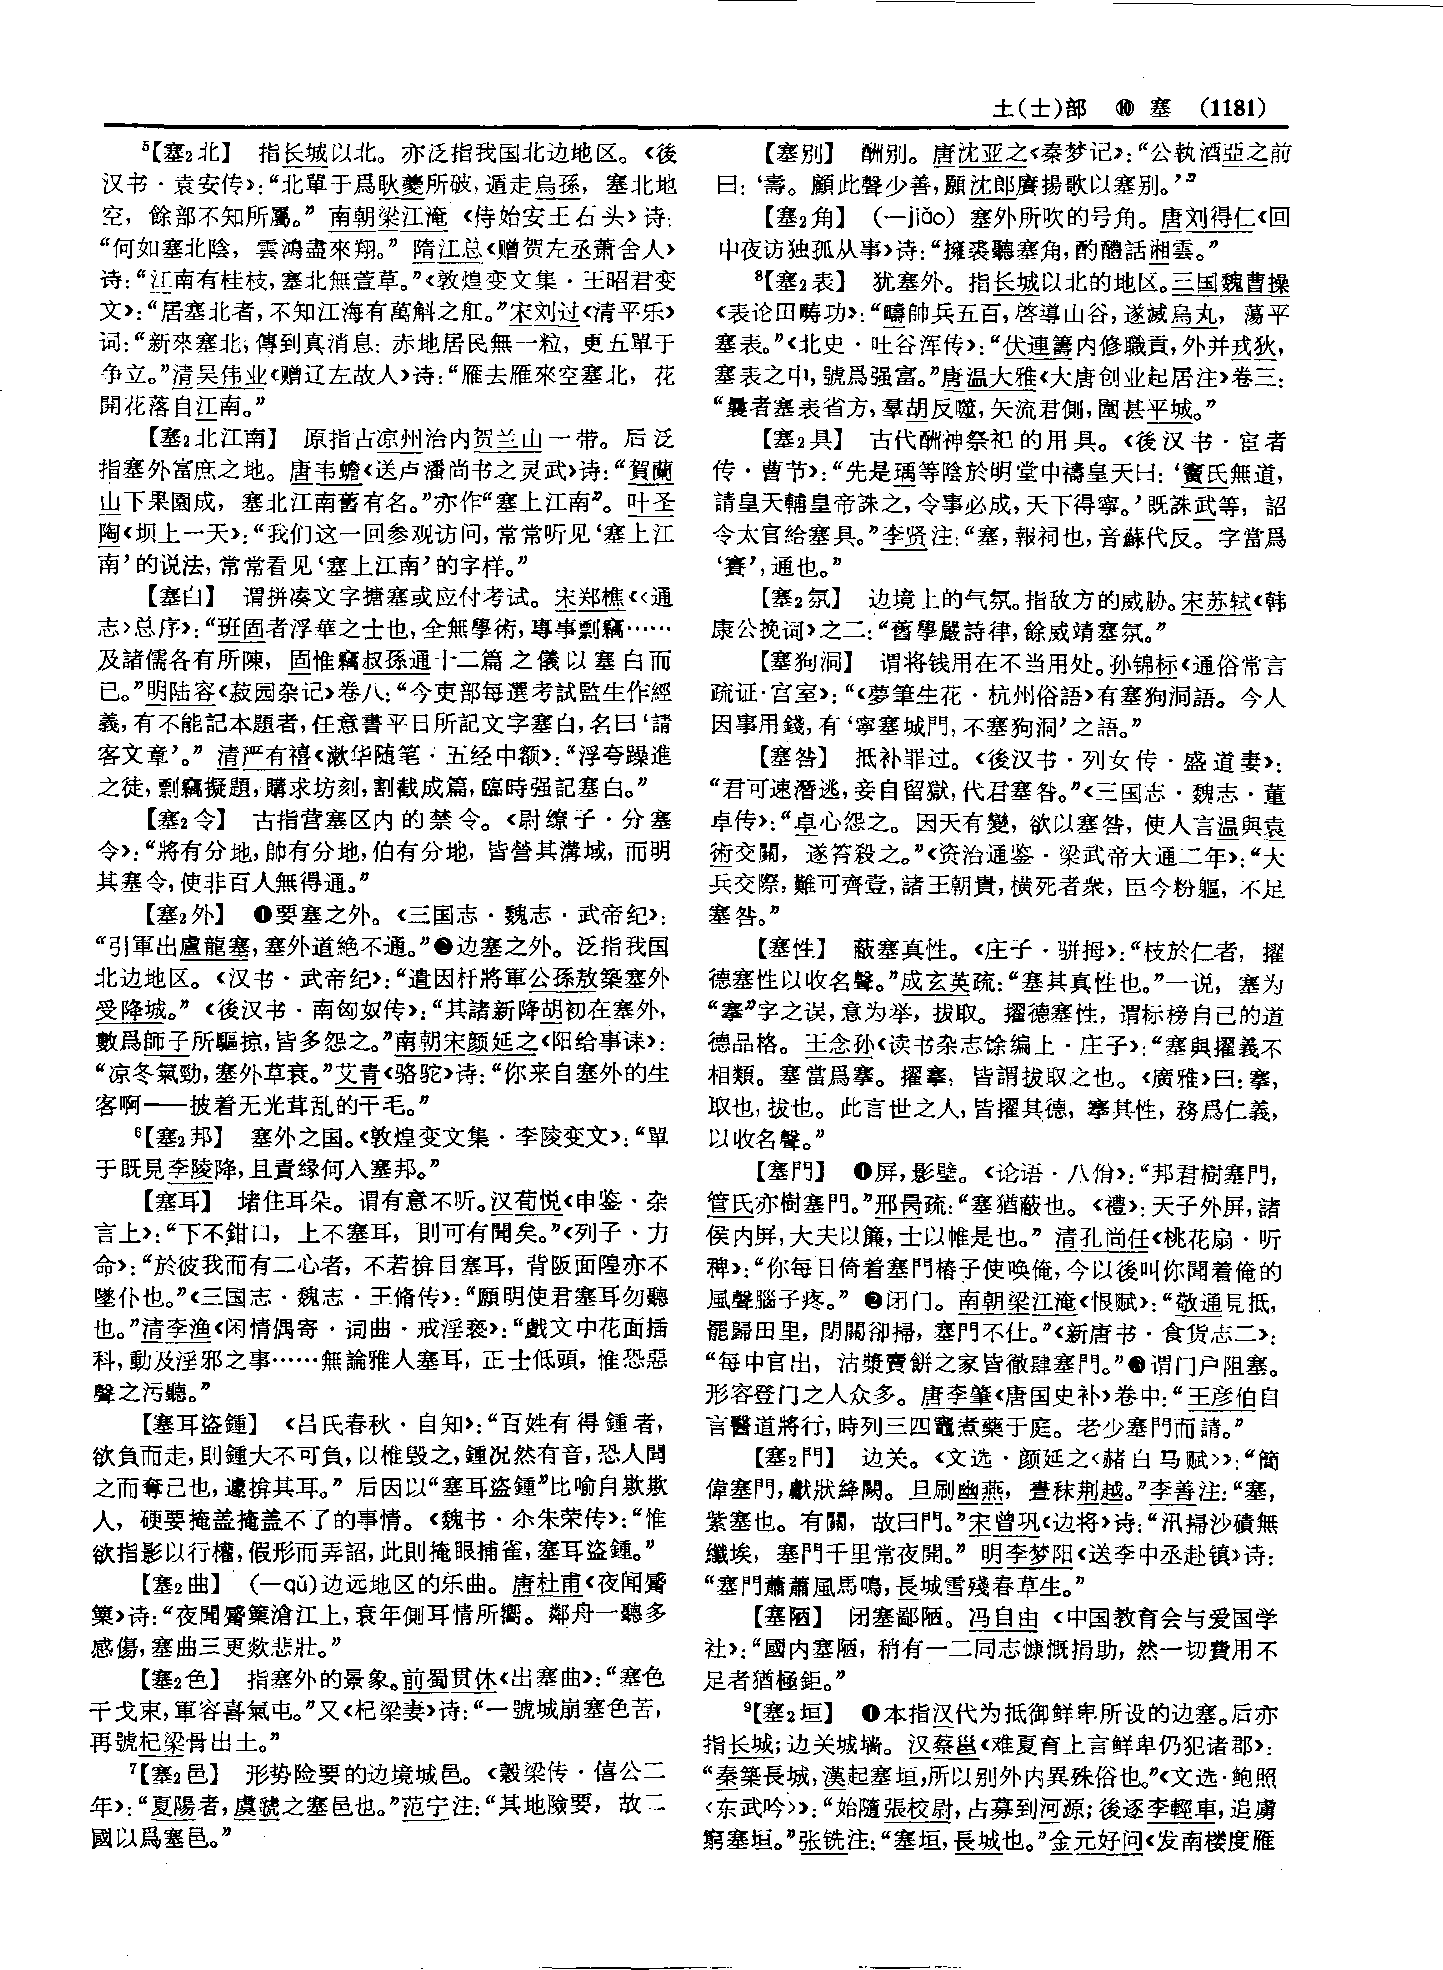 土(士)部 ⑩ 塞 (1181)
⁵【塞₂北】 指长城以北。亦泛指我国北边地区。《後
汉书·袁安传》：“北單于爲耿夔所破，遁走烏孫，塞北地
空，餘部不知所屬。”南朝梁江淹《侍始安王石头》诗：
“何如塞北陰，雲鴻盡來翔。”隋江总《赠贺左丞萧舍人》
诗：“江南有桂枝，塞北無萱草。”《敦煌变文集·王昭君变
文》：“居塞北者，不知江海有萬斛之舡。”宋刘过《清平乐》
词：“新來塞北，傳到真消息：赤地居民無一粒，更五單于
争立。”清吴伟业《赠辽左故人》诗：“雁去雁來空塞北，花
開花落自江南。”
【塞₂北江南】 原指古凉州治内贺兰山一带。后泛
指塞外富庶之地。唐韦蟾《送卢潘尚书之灵武》诗：“賀蘭
山下果園成，塞北江南舊有名。”亦作“塞上江南”。叶圣
陶《坝上一天》：“我们这一回参观访问，常常听见‘塞上江
南’的说法，常常看见‘塞上江南’的字样。”
【塞白】 谓拼凑文字搪塞或应付考试。宋郑樵《〈通
志〉总序》：“班固者浮華之士也，全無學術，專事剽竊……
及諸儒各有所陳，固惟竊叔孫通十二篇之儀以塞白而
已。”明陆容《菽园杂记》卷八：“今吏部每選考試監生作經
義，有不能記本題者，任意書平日所記文字塞白，名曰‘請
客文章’。”清严有禧《漱华随笔·五经中额》：“浮夸躁進
之徒，剽竊擬題，購求坊刻，割截成篇，臨時强記塞白。”
【塞₂令】 古指营塞区内的禁令。《尉缭子·分塞
令》：“將有分地，帥有分地，伯有分地，皆營其溝域，而明
其塞令，使非百人無得通。”
【塞₂外】 ❶要塞之外。《三国志·魏志·武帝纪》：
“引軍出盧龍塞，塞外道絶不通。”❷边塞之外。泛指我国
北边地区。《汉书·武帝纪》：“遣因杅將軍公孫敖築塞外
受降城。”《後汉书·南匈奴传》：“其諸新降胡初在塞外，
數爲師子所驅掠，皆多怨之。”南朝宋颜延之《阳给事诔》：
“凉冬氣勁，塞外草衰。”艾青《骆驼》诗：“你来自塞外的生
客啊——披着无光茸乱的干毛。”
⁶【塞₂邦】 塞外之国。《敦煌变文集·李陵变文》：“單
于既見李陵降，且責缘何入塞邦。”
【塞耳】 堵住耳朵。谓有意不听。汉荀悦《申鉴·杂
言上》：“下不鉗口，上不塞耳，則可有聞矣。”《列子·力
命》：“於彼我而有二心者，不若揜目塞耳，背阪面隍亦不
墜仆也。”《三国志·魏志·王脩传》：“願明使君塞耳勿聽
也。”清李渔《闲情偶寄·词曲·戒淫亵》：“戲文中花面插
科，動及淫邪之事……無論雅人塞耳，正士低頭，惟恐惡
聲之污聽。”
【塞耳盗鍾】 《吕氏春秋·自知》：“百姓有得鍾者，
欲負而走，則鍾大不可負，以椎毁之，鍾况然有音，恐人聞
之而奪己也，遽揜其耳。”后因以“塞耳盗鍾”比喻自欺欺
人，硬要掩盖掩盖不了的事情。《魏书·尒朱荣传》：“惟
欲指影以行權，假形而弄詔，此則掩眼捕雀，塞耳盗鍾。”
【塞₂曲】 （—qǔ）边远地区的乐曲。唐杜甫《夜闻觱
篥》诗：“夜聞觱篥滄江上，衰年側耳情所嚮。鄰舟一聽多
感傷，塞曲三更欻悲壯。”
【塞₂色】 指塞外的景象。前蜀贯休《出塞曲》：“塞色
干戈束，軍容喜氣屯。”又《杞梁妻》诗：“一號城崩塞色苦，
再號杞梁骨出土。”
⁷【塞₂邑】 形势险要的边境城邑。《穀梁传·僖公二
年》：“夏陽者，虞虢之塞邑也。”范宁注：“其地險要，故二
國以爲塞邑。”
【塞别】 酬别。唐沈亚之《秦梦记》：“公執酒亞之前
曰：‘壽。顧此聲少善，願沈郎賡揚歌以塞别。’”
【塞₂角】 （—jiǎo）塞外所吹的号角。唐刘得仁《回
中夜访独孤从事》诗：“擁裘聽塞角，酌醴話湘雲。”
⁸【塞₂表】 犹塞外。指长城以北的地区。三国魏曹操
《表论田畴功》：“疇帥兵五百，啓導山谷，遂滅烏丸，蕩平
塞表。”《北史·吐谷浑传》：“伏連籌内修職貢，外并戎狄，
塞表之中，號爲强富。”唐温大雅《大唐创业起居注》卷三：
“曩者塞表省方，羣胡反噬，矢流君側，圍甚平城。”
【塞₂具】 古代酬神祭祀的用具。《後汉书·宦者
传·曹节》：“先是瑀等陰於明堂中禱皇天曰：‘竇氏無道，
請皇天輔皇帝誅之，令事必成，天下得寧。’既誅武等，詔
令太官給塞具。”李贤注：“塞，報祠也，音蘇代反。字當爲
‘賽’，通也。”
【塞₂氛】 边境上的气氛。指敌方的威胁。宋苏轼《韩
康公挽词》之二：“舊學嚴詩律，餘威靖塞氛。”
【塞狗洞】 谓将钱用在不当用处。孙锦标《通俗常言
疏证·宫室》：“《夢筆生花·杭州俗語》有塞狗洞語。今人
因事用錢，有‘寧塞城門，不塞狗洞’之語。”
【塞咎】 抵补罪过。《後汉书·列女传·盛道妻》：
“君可速潛逃，妾自留獄，代君塞咎。”《三国志·魏志·董
卓传》：“卓心怨之。因天有變，欲以塞咎，使人言温與袁
術交關，遂笞殺之。”《资治通鉴·梁武帝大通二年》：“大
兵交際，難可齊壹，諸王朝貴，横死者衆，臣今粉軀，不足
塞咎。”
【塞性】 蔽塞真性。《庄子·骈拇》：“枝於仁者，擢
德塞性以收名聲。”成玄英疏：“塞其真性也。”一说，塞为
“搴”字之误，意为举，拔取。擢德塞性，谓标榜自己的道
德品格。王念孙《读书杂志馀编上·庄子》：“塞與擢義不
相類。塞當爲搴。擢搴，皆謂拔取之也。《廣雅》曰：搴，
取也，拔也。此言世之人，皆擢其德，搴其性，務爲仁義，
以收名聲。”
【塞門】 ❶屏，影壁。《论语·八佾》：“邦君樹塞門，
管氏亦樹塞門。”邢昺疏：“塞猶蔽也。《禮》：天子外屏，諸
侯内屏，大夫以簾，士以帷是也。”清孔尚任《桃花扇·听
稗》：“你每日倚着塞門樁子使唤俺，今以後叫你聞着俺的
風聲腦子疼。”❷闭门。南朝梁江淹《恨赋》：“敬通見抵，
罷歸田里，閉關卻掃，塞門不仕。”《新唐书·食货志二》：
“每中官出，沽漿賣餅之家皆徹肆塞門。”❸谓门户阻塞。
形容登门之人众多。唐李肇《唐国史补》卷中：“王彦伯自
言醫道將行，時列三四竈煮藥于庭。老少塞門而請。”
【塞₂門】 边关。《文选·颜延之〈赭白马赋〉》：“簡
偉塞門，獻狀絳闕。旦刷幽燕，晝秣荆越。”李善注：“塞，
紫塞也。有關，故曰門。”宋曾巩《边将》诗：“汛掃沙磧無
纖埃，塞門千里常夜開。”明李梦阳《送李中丞赴镇》诗：
“塞門蕭蕭風馬鳴，長城雪殘春草生。”
【塞陋】 闭塞鄙陋。冯自由《中国教育会与爱国学
社》：“國内塞陋，稍有一二同志慷慨捐助，然一切費用不
足者猶極鉅。”
⁹【塞₂垣】 ❶本指汉代为抵御鲜卑所设的边塞。后亦
指长城；边关城墙。汉蔡邕《难夏育上言鲜卑仍犯诸郡》：
“秦築長城，漢起塞垣，所以别外内異殊俗也。”《文选·鲍照
〈东武吟〉》：“始隨張校尉，占募到河源；後逐李輕車，追虜
窮塞垣。”张铣注：“塞垣，長城也。”金元好问《发南楼度雁